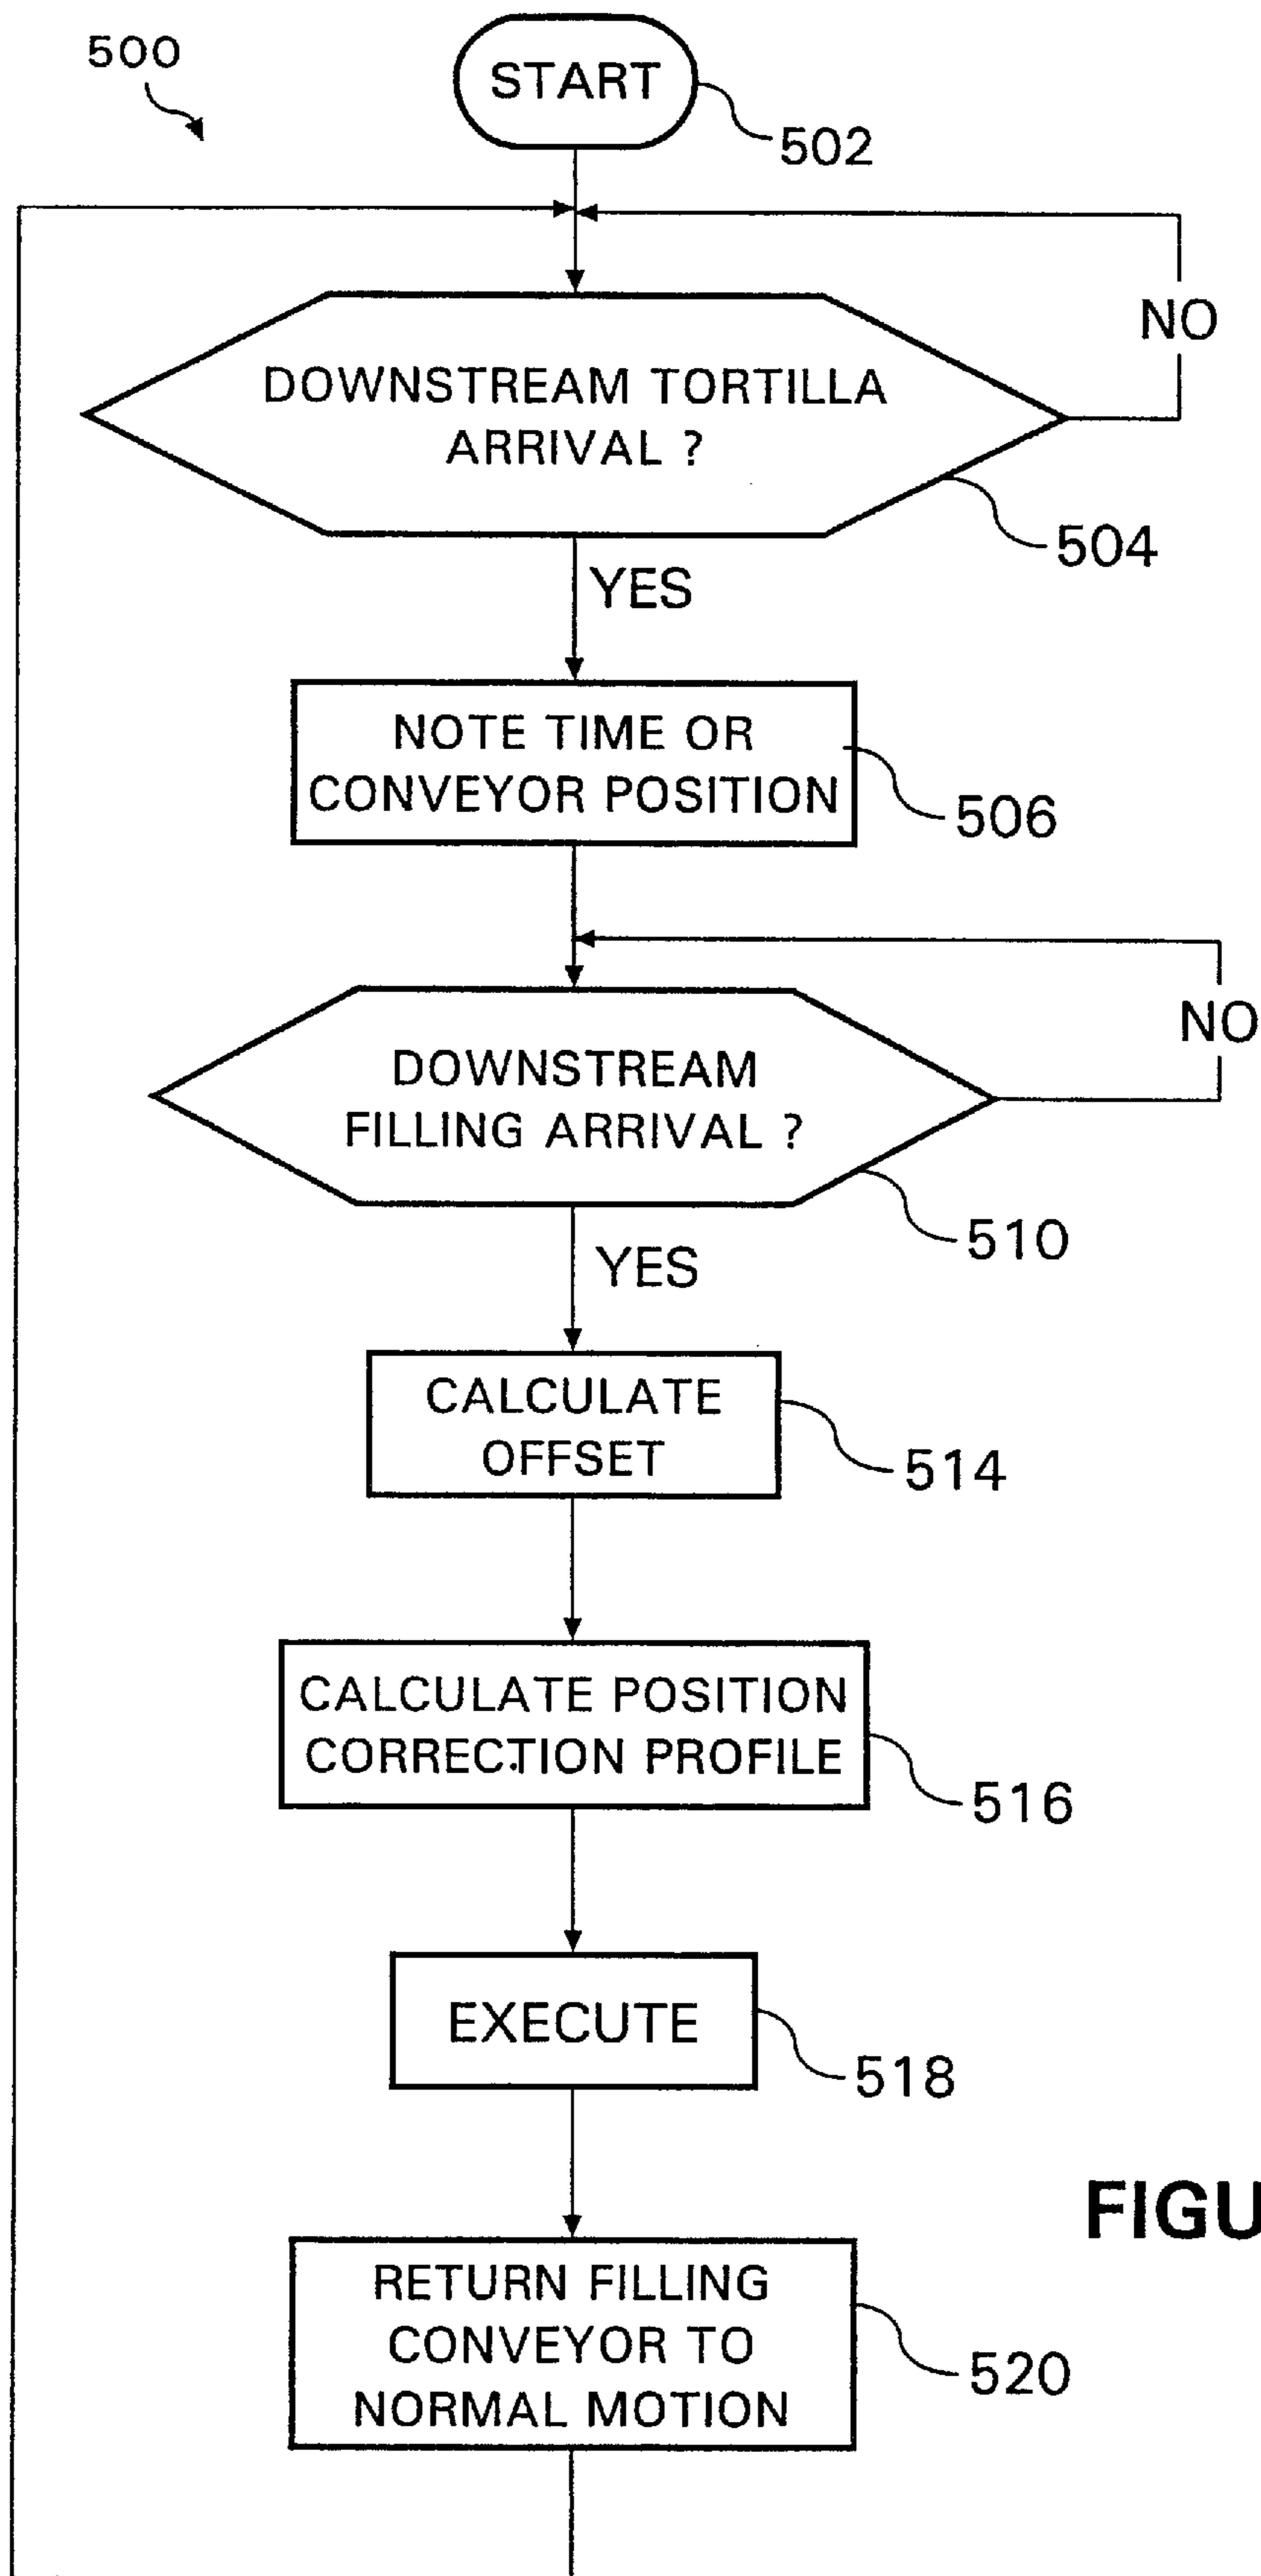 500
START
502
NO
DOWNSTREAM TORTILLA
ARRIVAL ?
504
YES
NOTE TIME OR
CONVEYOR POSITION
506
NO
DOWNSTREAM
FILLING ARRIVAL ?
510
YES
CALCULATE
OFFSET
514
CALCULATE POSITION
CORRECTION PROFILE
516
EXECUTE
518
FIGU
RETURN FILLING
CONVEYOR TO
NORMAL MOTION
520